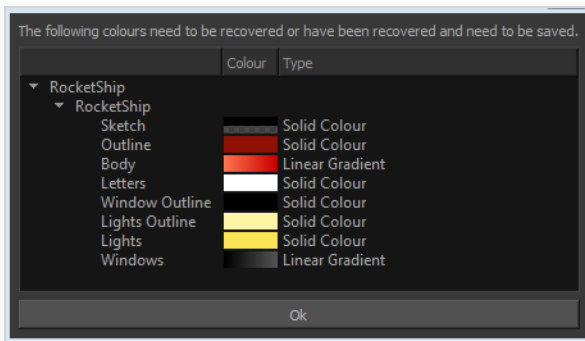 The following colours need to be recovered or have been recovered and need to be saved.
Colour Type
RocketShip
RocketShip
Sketch Solid Colour
Outline Solid Colour
Body Linear Gradient
Letters Solid Colour
Window Outline Solid Colour
Lights Outline Solid Colour
Lights Solid Colour
Windows Linear Gradient
Ok